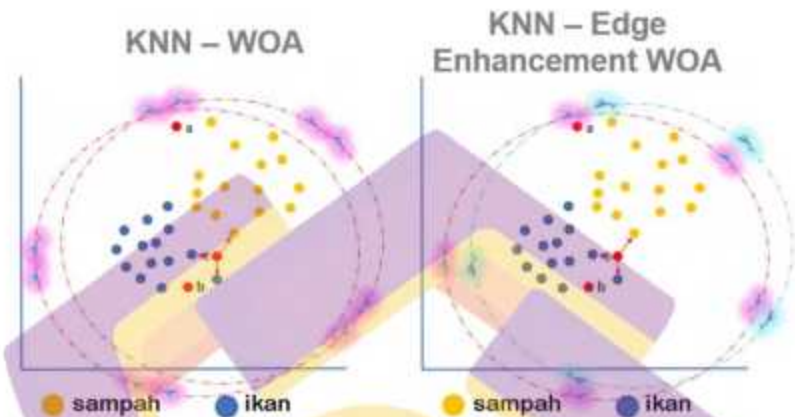 KNN – WOA
KNN – Edge
Enhancement WOA
a
a
b
b
sampah
ikan
sampah
ikan